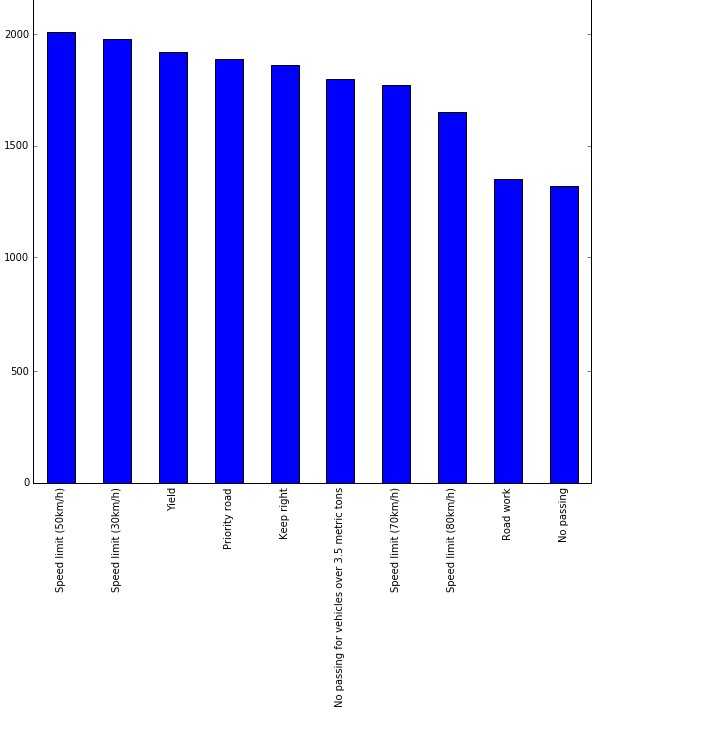 2000
1500
1000
500
0
Speed limit (50km/h)
Speed limit (30km/h)
Yield
Priority road
Keep right
No passing for vehicles over 3.5 metric tons
Speed limit (70km/h)
Speed limit (80km/h)
Road work
No passing